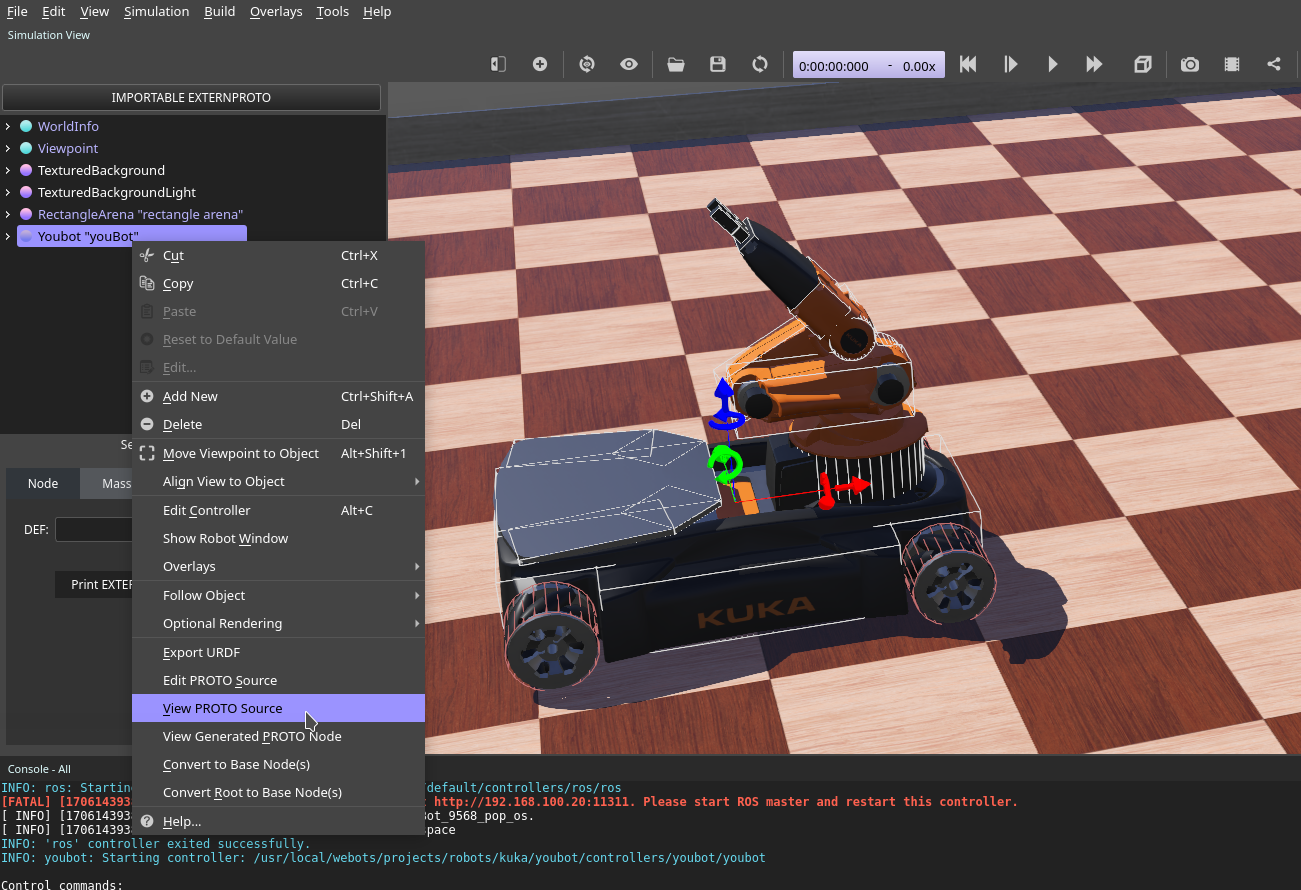 File Edit View Simulation Build Overlays Tools Help
Simulation View
0:00:00:000 - 0.00x
IMPORTABLE EXTERNPROTO
WorldInfo
Viewpoint
TexturedBackground
TexturedBackgroundLight
RectangleArena "rectangle arena"
Youbot "youBot"
Cut Ctrl+X
Copy Ctrl+C
Paste Ctrl+V
Reset to Default Value
Edit...
Add New Ctrl+Shift+A
Delete Del
Move Viewpoint to Object Alt+Shift+1
Align View to Object
Edit Controller Alt+C
Show Robot Window
Overlays
Follow Object
Optional Rendering
Export URDF
Edit PROTO Source
View PROTO Source
View Generated PROTO Node
Convert to Base Node(s)
Convert Root to Base Node(s)
Help...
Se
Node Mass
DEF:
Print EXTER
KUKA
Console - All
INFO: ros: Startin default/controllers/ros/ros
[FATAL] [170614393 : http://192.168.100.20:11311. Please start ROS master and restart this controller.
[ INFO] [170614393 ot_9568_pop_os.
[ INFO] [170614393 pace
INFO: 'ros' controller exited successfully.
INFO: youbot: Starting controller: /usr/local/webots/projects/robots/kuka/youbot/controllers/youbot/youbot
Control commands: